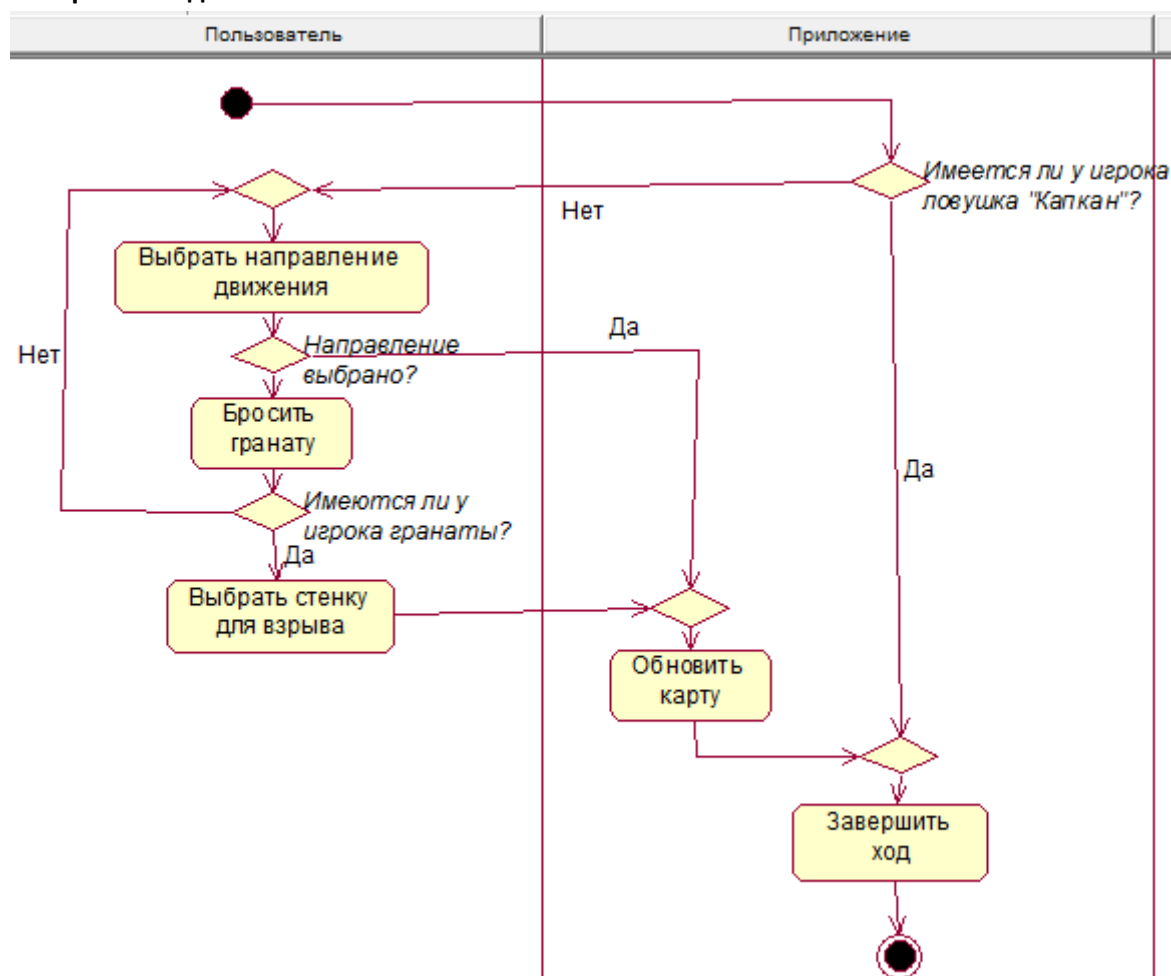 Пользователь
Приложение
Имеется ли у игрока
ловушка "Капкан"?
Нет
Выбрать направление
движения
Да
Направление
выбрано?
Нет
Бросить
гранату
Да
Имеются ли у
игрока гранаты?
Да
Выбрать стенку
для взрыва
Обновить
карту
Завершить
ход